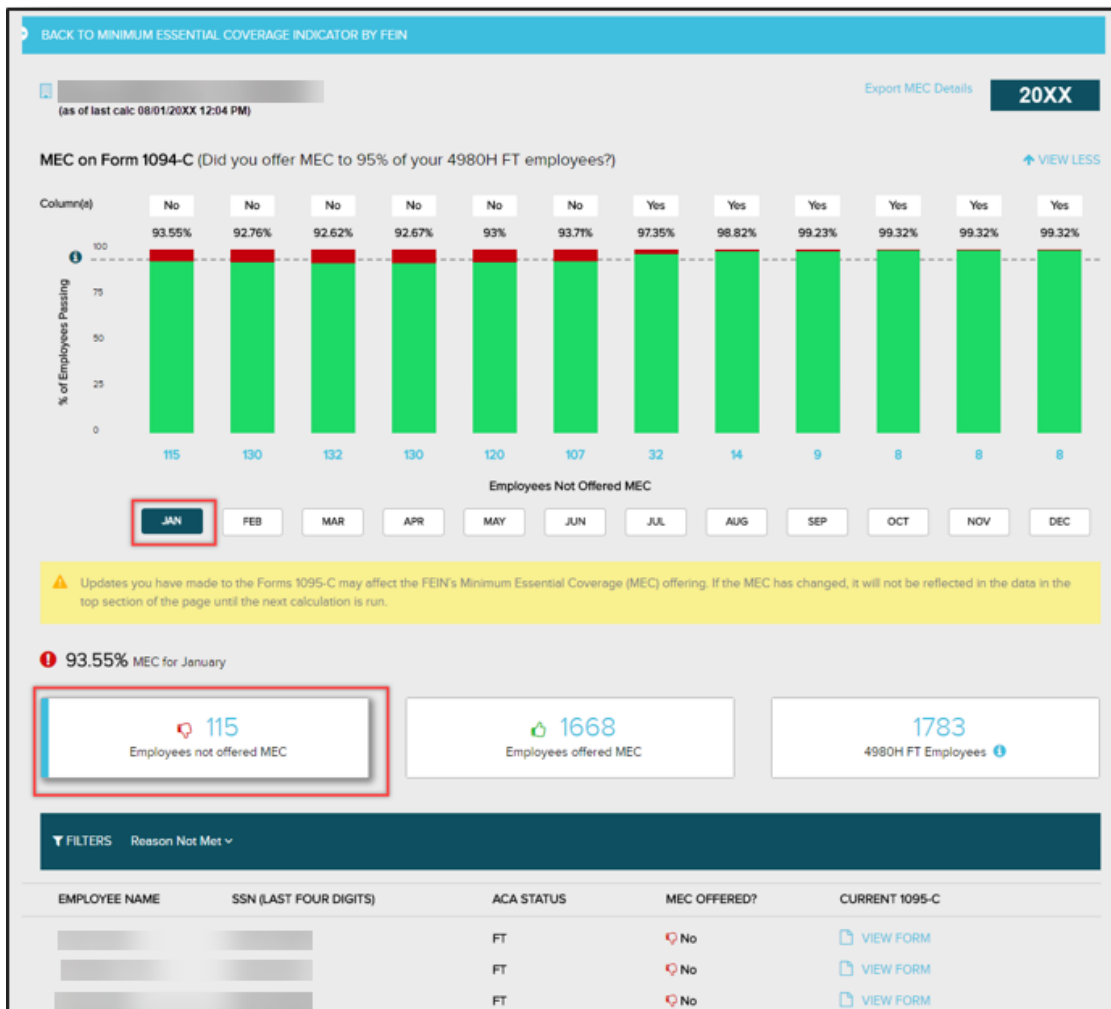 BACK TO MINIMUM ESSENTIAL COVERAGE INDICATOR BY FEIN
Export MEC Details 20XX
(as of last calc 08/01/20XX 12:04 PM)
MEC on Form 1094-C (Did you offer MEC to 95% of your 4980H FT employees?) VIEW LESS
Column(a) No No No No No No Yes Yes Yes Yes Yes Yes
93.55% 92.76% 92.62% 92.67% 93% 93.71% 97.35% 98.82% 99.23% 99.32% 99.32% 99.32%
100
75
50
25
0
% of Employees Passing
115 130 132 130 120 107 32 14 9 8 8 8
Employees Not Offered MEC
JAN FEB MAR APR MAY JUN JUL AUG SEP OCT NOV DEC
Updates you have made to the Forms 1095-C may affect the FEIN's Minimum Essential Coverage (MEC) offering. If the MEC has changed, it will not be reflected in the data in the
top section of the page until the next calculation is run.
93.55% MEC for January
115 1668 1783
Employees not offered MEC Employees offered MEC 4980H FT Employees
FILTERS Reason Not Met
EMPLOYEE NAME SSN (LAST FOUR DIGITS) ACA STATUS MEC OFFERED? CURRENT 1095-C
FT No VIEW FORM
FT No VIEW FORM
FT No VIEW FORM